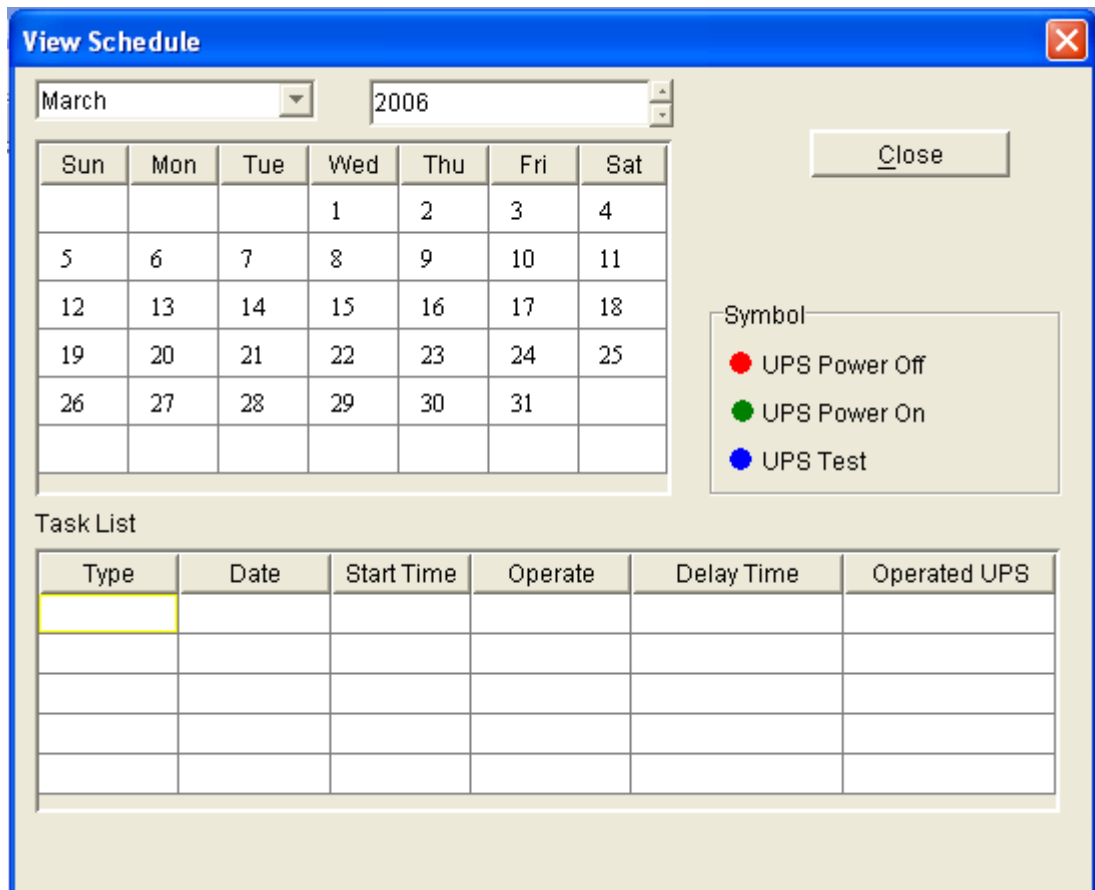 View Schedule
March 2006
Close
Sun Mon Tue Wed Thu Fri Sat
1 2 3 4
5 6 7 8 9 10 11
12 13 14 15 16 17 18
19 20 21 22 23 24 25
26 27 28 29 30 31
Symbol
UPS Power Off
UPS Power On
UPS Test
Task List
Type Date Start Time Operate Delay Time Operated UPS